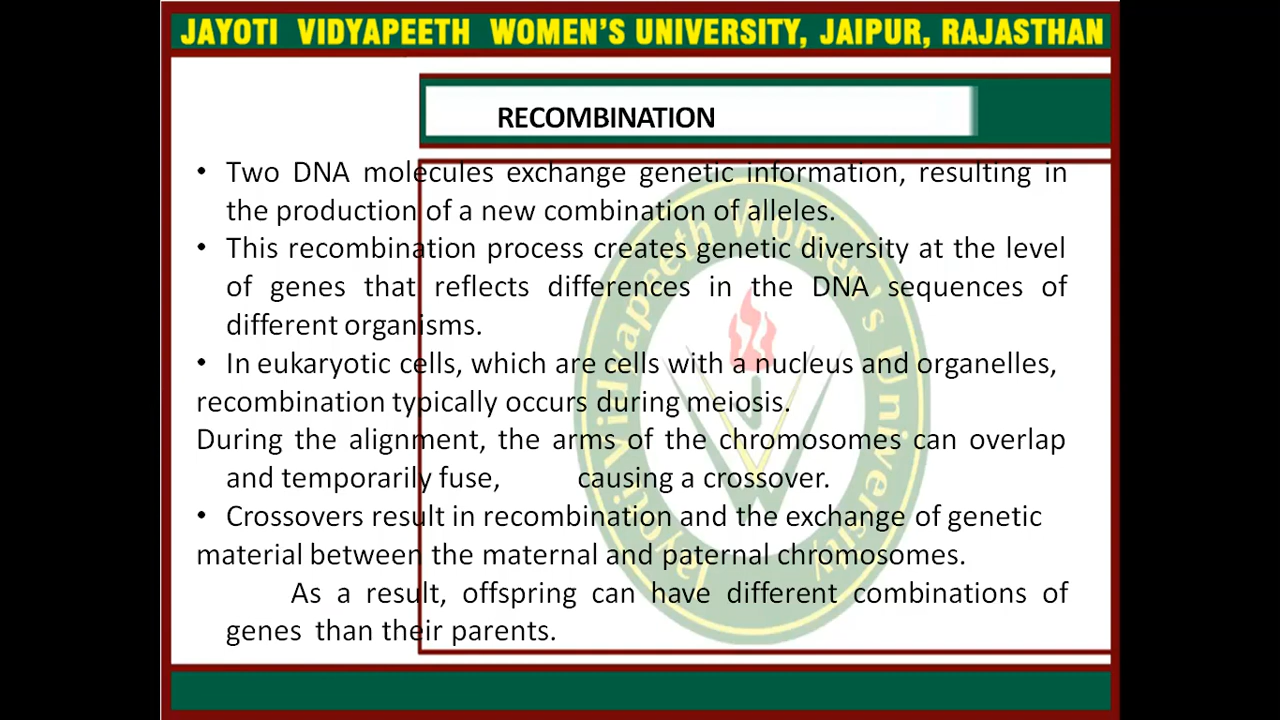 JAYOTI VIDYAPEETH WOMEN'S UNIVERSITY, JAIPUR, RAJASTHAN
RECOMBINATION
• Two DNA molecules exchange genetic information, resulting in
the production of a new combination of alleles.
• This recombination process creates genetic diversity at the level
of genes that reflects differences in the DNA sequences of
different organisms.
• In eukaryotic cells, which are cells with a nucleus and organelles,
recombination typically occurs during meiosis.
During the alignment, the arms of the chromosomes can overlap
and temporarily fuse, causing a crossover.
• Crossovers result in recombination and the exchange of genetic
material between the maternal and paternal chromosomes.
As a result, offspring can have different combinations of
genes than their parents.
Jayoti Vidyapeeth Women's University